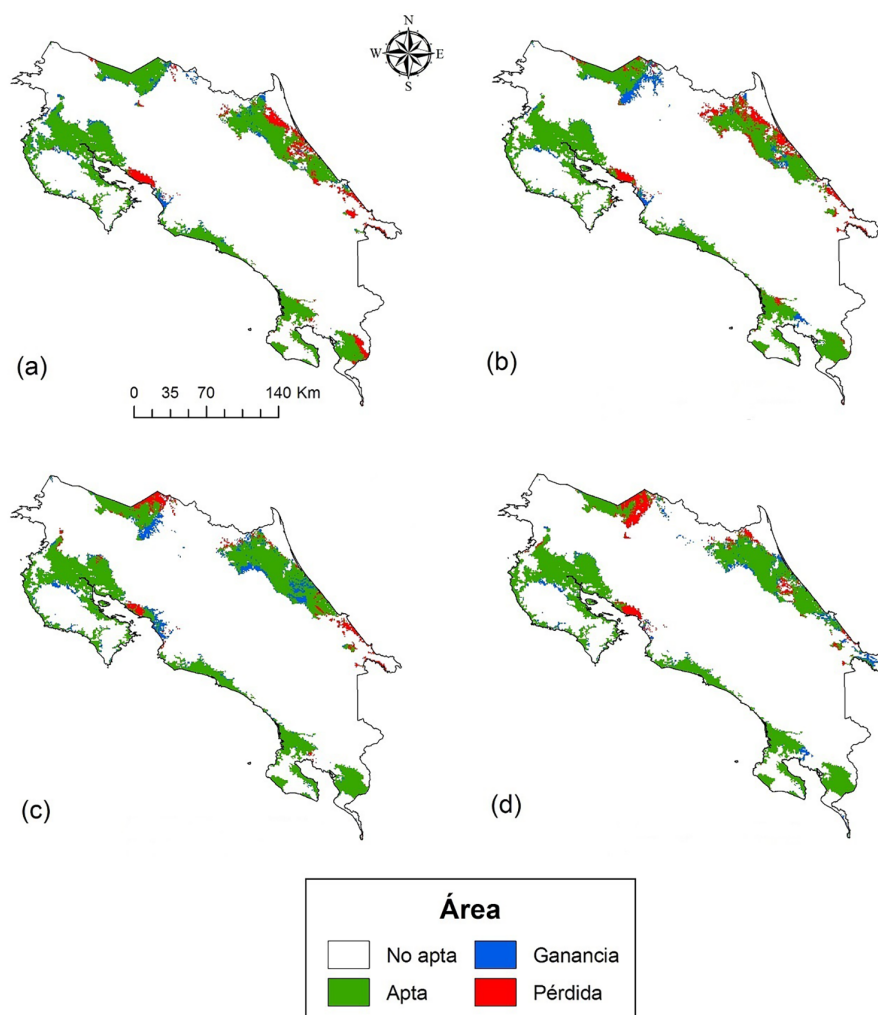 N
W E
S
(a)
(b)
0 35 70 140 Km
(c)
(d)
Área
No apta
Ganancia
Apta
Pérdida